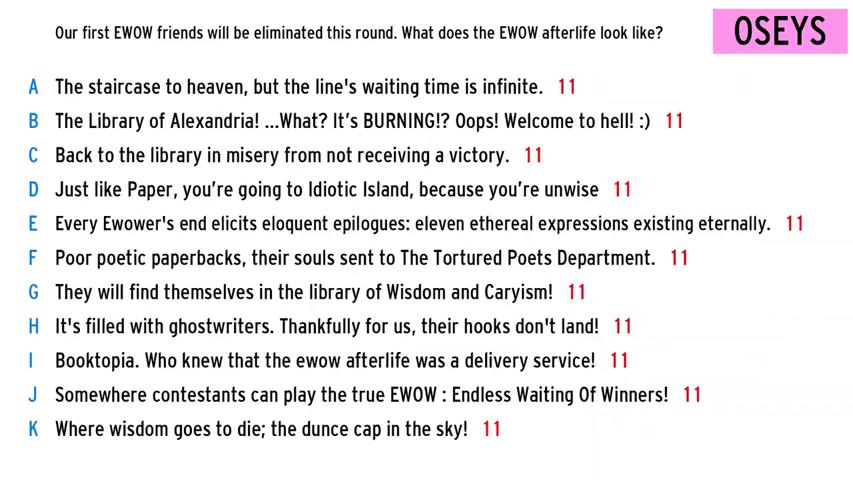 Our first EWOW friends will be eliminated this round. What does the EWOW afterlife look like?
OSEYS
A The staircase to heaven, but the line's waiting time is infinite. 11
B The Library of Alexandria! ...What? It’s BURNING!? Oops! Welcome to hell! :) 11
C Back to the library in misery from not receiving a victory. 11
D Just like Paper, you’re going to Idiotic Island, because you’re unwise 11
E Every Ewower's end elicits eloquent epilogues: eleven ethereal expressions existing eternally. 11
F Poor poetic paperbacks, their souls sent to The Tortured Poets Department. 11
G They will find themselves in the library of Wisdom and Caryism! 11
H It's filled with ghostwriters. Thankfully for us, their hooks don't land! 11
I Booktopia. Who knew that the ewow afterlife was a delivery service! 11
J Somewhere contestants can play the true EWOW : Endless Waiting Of Winners! 11
K Where wisdom goes to die; the dunce cap in the sky! 11